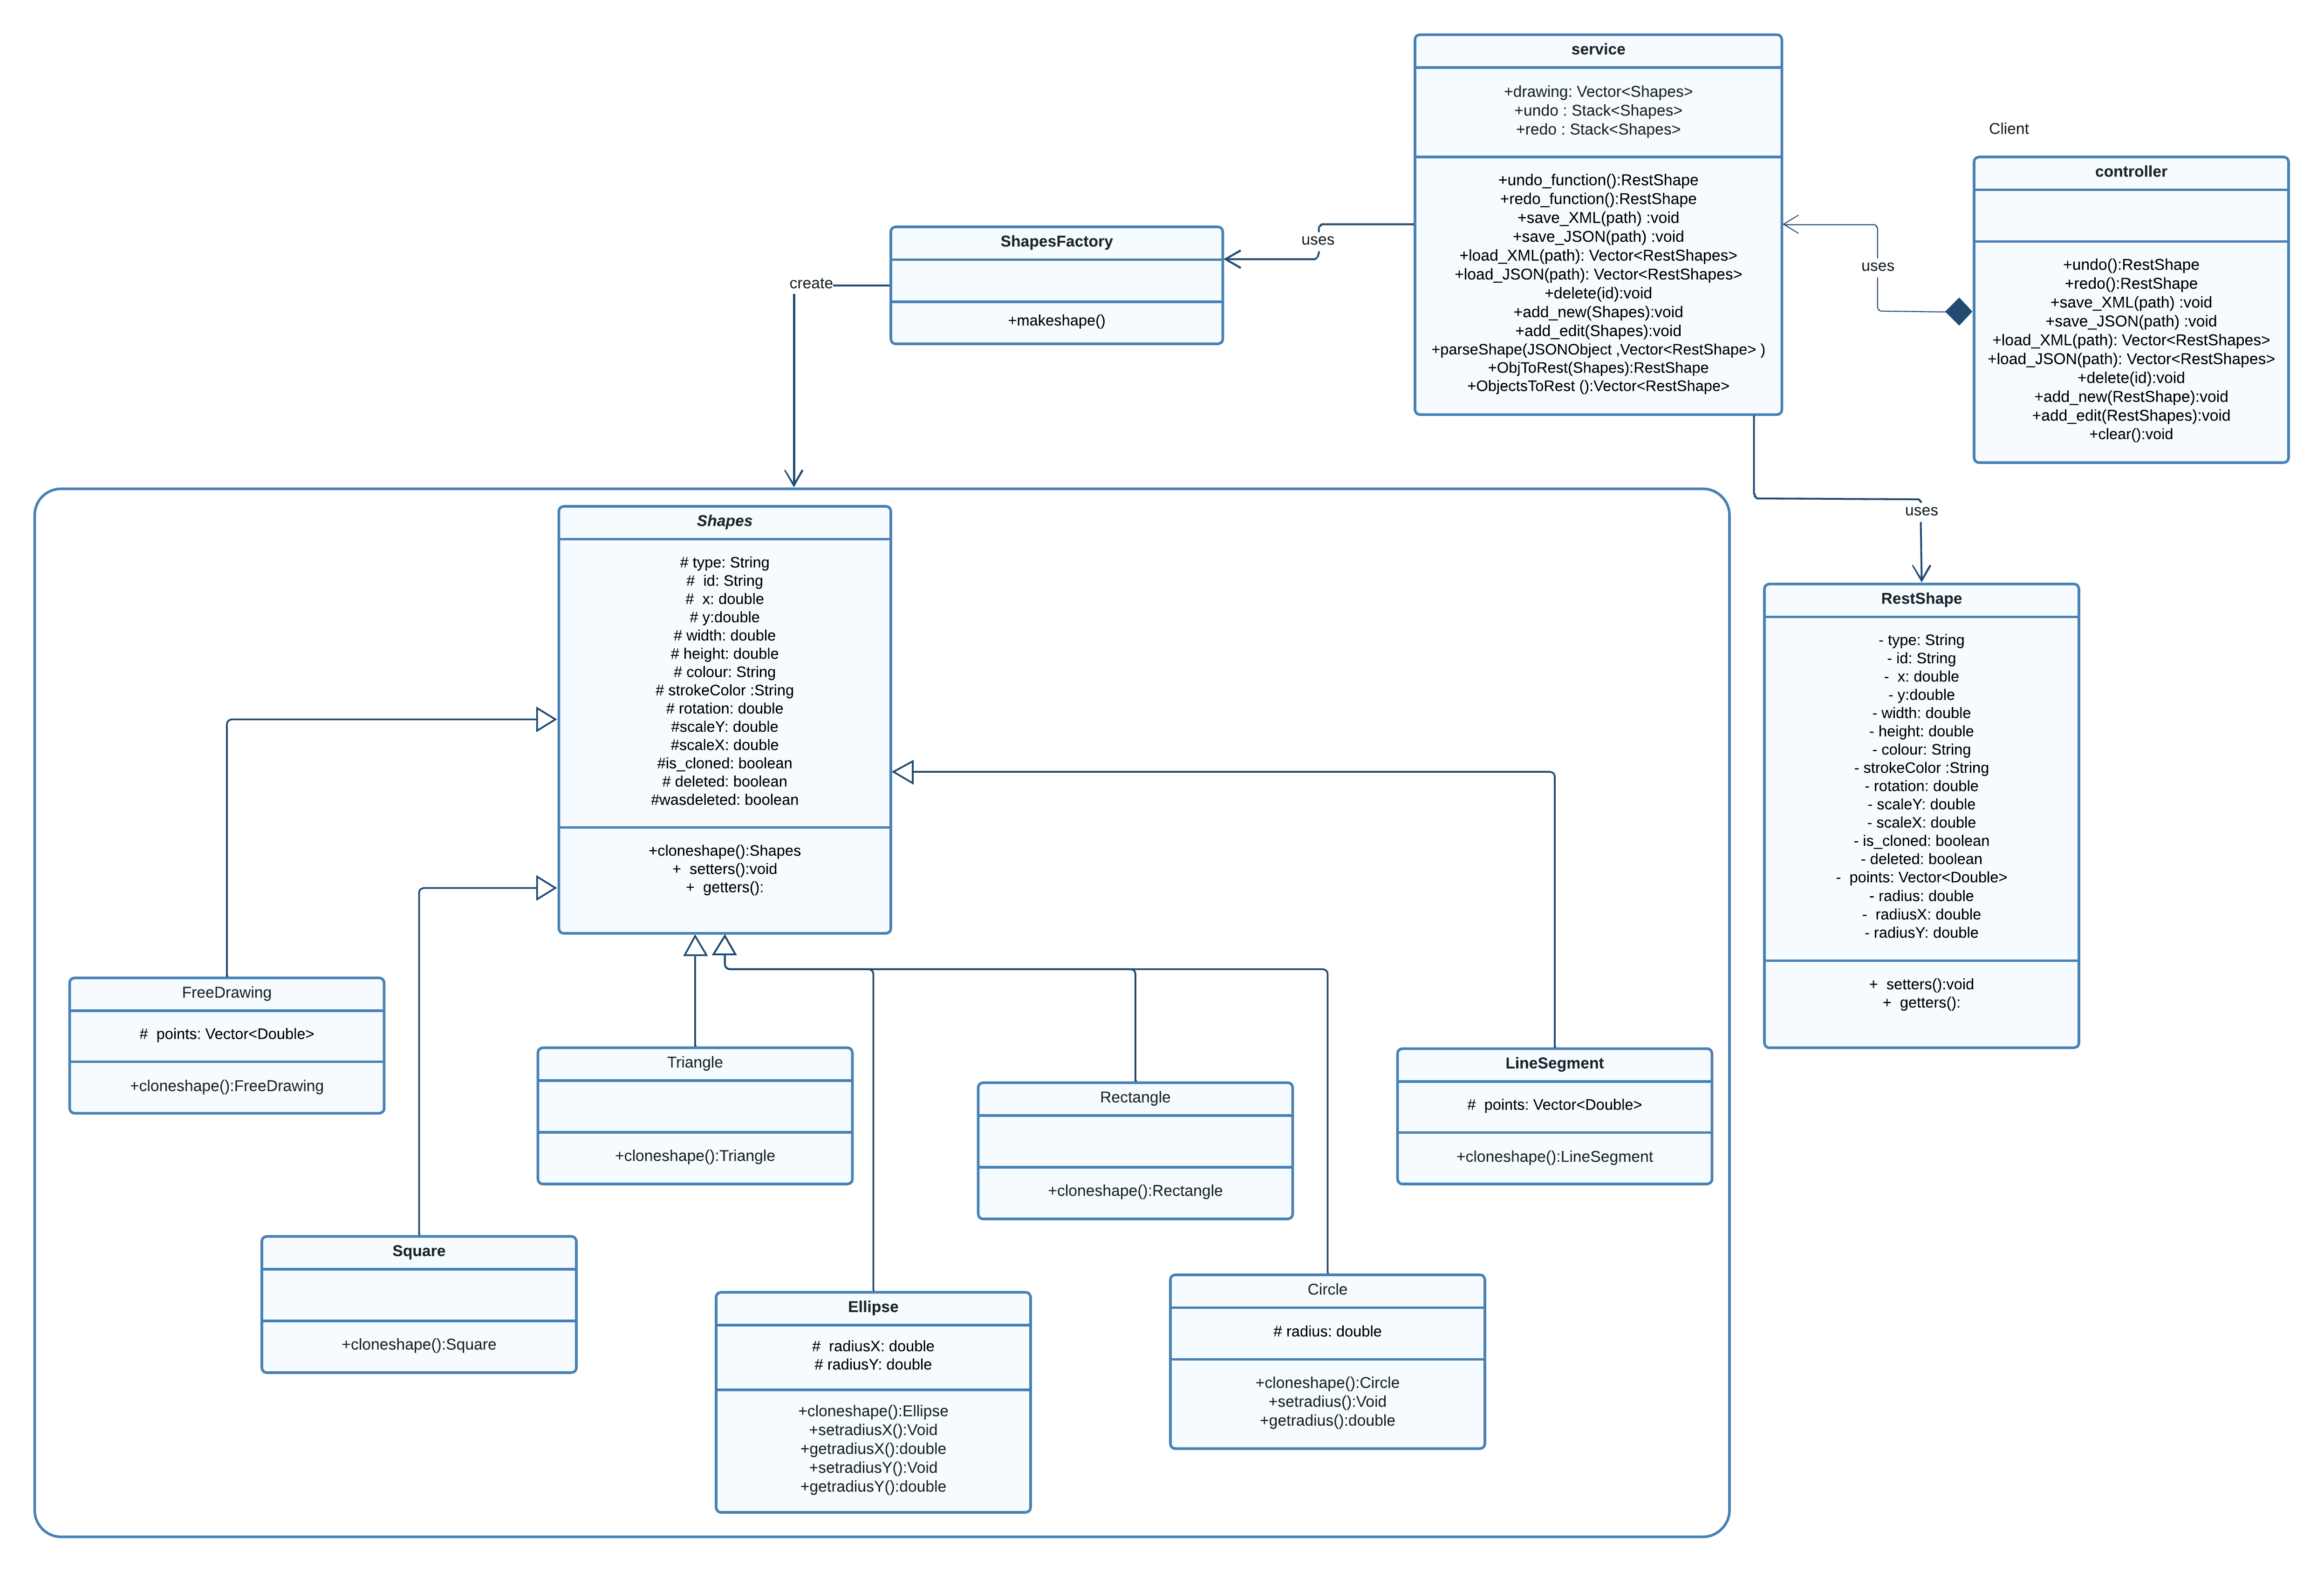 service
+drawing: Vector<Shapes>
+undo : Stack<Shapes>
+redo : Stack<Shapes>
+undo_function():RestShape
+redo_function():RestShape
+save_XML(path) :void
+save_JSON(path) :void
+load_XML(path): Vector<RestShapes>
+load_JSON(path): Vector<RestShapes>
+delete(id):void
+add_new(Shapes):void
+add_edit(Shapes):void
+parseShape(JSONObject ,Vector<RestShape> )
+ObjToRest(Shapes):RestShape
+ObjectsToRest ():Vector<RestShape>
Client
controller
+undo():RestShape
+redo():RestShape
+save_XML(path) :void
+save_JSON(path) :void
+load_XML(path): Vector<RestShapes>
+load_JSON(path): Vector<RestShapes>
+delete(id):void
+add_new(RestShape):void
+add_edit(RestShapes):void
+clear():void
uses
uses
ShapesFactory
+makeshape()
create
uses
Shapes
# type: String
#  id: String
#  x: double
# y:double
# width: double
# height: double
# colour: String
# strokeColor :String
# rotation: double
#scaleY: double
#scaleX: double
#is_cloned: boolean
# deleted: boolean
#wasdeleted: boolean
+cloneshape():Shapes
+  setters():void
+  getters():
RestShape
- type: String
- id: String
-  x: double
- y:double
- width: double
- height: double
- colour: String
- strokeColor :String
- rotation: double
- scaleY: double
- scaleX: double
- is_cloned: boolean
- deleted: boolean
-  points: Vector<Double>
- radius: double
-  radiusX: double
- radiusY: double
+  setters():void
+  getters():
FreeDrawing
#  points: Vector<Double>
+cloneshape():FreeDrawing
Triangle
+cloneshape():Triangle
Rectangle
+cloneshape():Rectangle
LineSegment
#  points: Vector<Double>
+cloneshape():LineSegment
Square
+cloneshape():Square
Ellipse
#  radiusX: double
# radiusY: double
+cloneshape():Ellipse
+setradiusX():Void
+getradiusX():double
+setradiusY():Void
+getradiusY():double
Circle
# radius: double
+cloneshape():Circle
+setradius():Void
+getradius():double